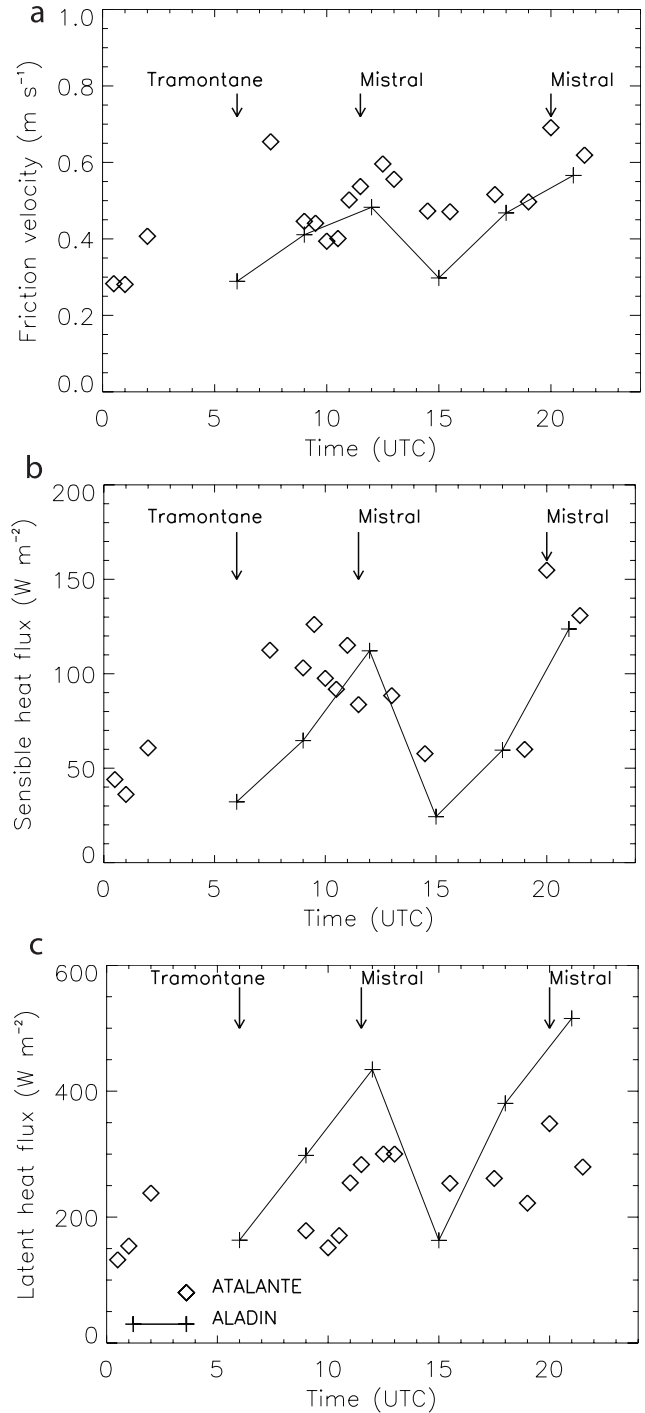 a
1.0
0.8
0.6
0.4
0.2
0.0
Friction velocity (m s⁻¹)
Tramontane
Mistral
Mistral
0 5 10 15 20
Time (UTC)
b
200
150
100
50
0
Sensible heat flux (W m⁻²)
Tramontane
Mistral
Mistral
0 5 10 15 20
Time (UTC)
c
600
400
200
0
Latent heat flux (W m⁻²)
Tramontane
Mistral
Mistral
ATALANTE
ALADIN
0 5 10 15 20
Time (UTC)